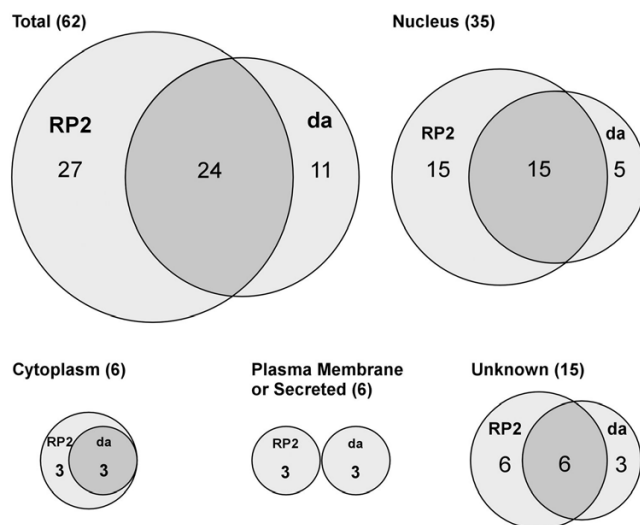 Total (62)
RP2
27
24
da
11
Nucleus (35)
RP2
15
15
da
5
Cytoplasm (6)
RP2
3
da
3
Plasma Membrane
or Secreted (6)
RP2
3
da
3
Unknown (15)
RP2
6
6
da
3